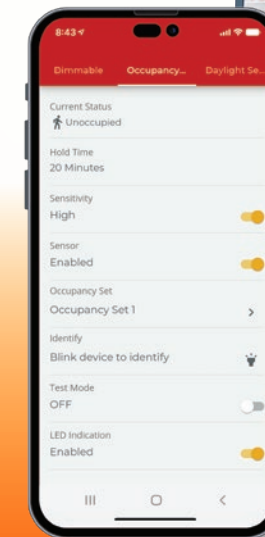 8:43
Dimmable Occupancy... Daylight Se...
Current Status
Unoccupied
Hold Time
20 Minutes
Sensitivity
High
Sensor
Enabled
Occupancy Set
Occupancy Set 1
Identify
Blink device to identify
Test Mode
OFF
LED Indication
Enabled